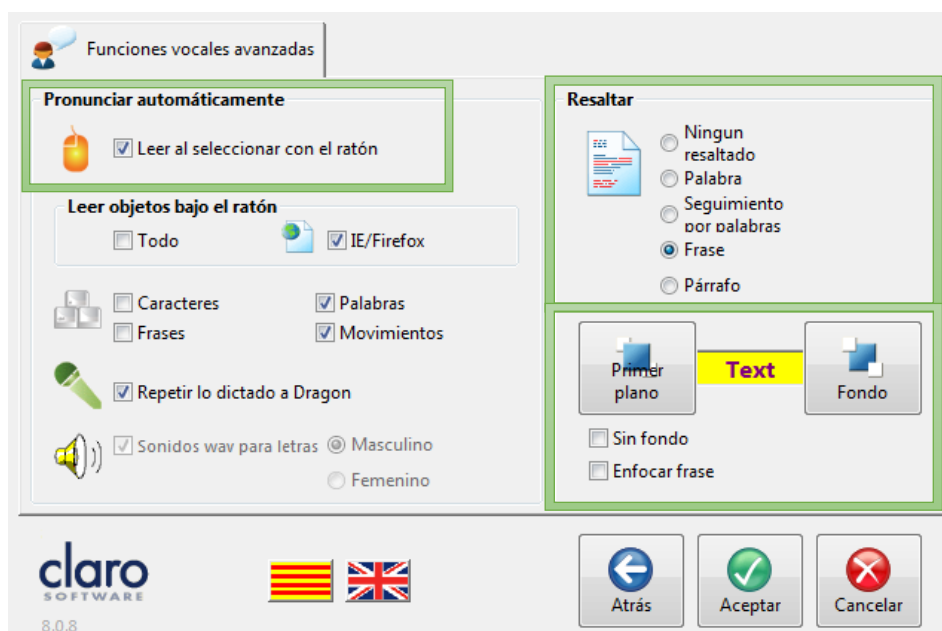 Funciones vocales avanzadas
Pronunciar automáticamente
Leer al seleccionar con el ratón
Leer objetos bajo el ratón
Todo
IE/Firefox
Caracteres
Palabras
Frases
Movimientos
Repetir lo dictado a Dragon
Sonidos wav para letras
Masculino
Femenino
Resaltar
Ningun
resaltado
Palabra
Seguimiento
por palabras
Frase
Párrafo
Primer
plano
Text
Fondo
Sin fondo
Enfocar frase
claro
SOFTWARE
8.0.8
Atrás
Aceptar
Cancelar